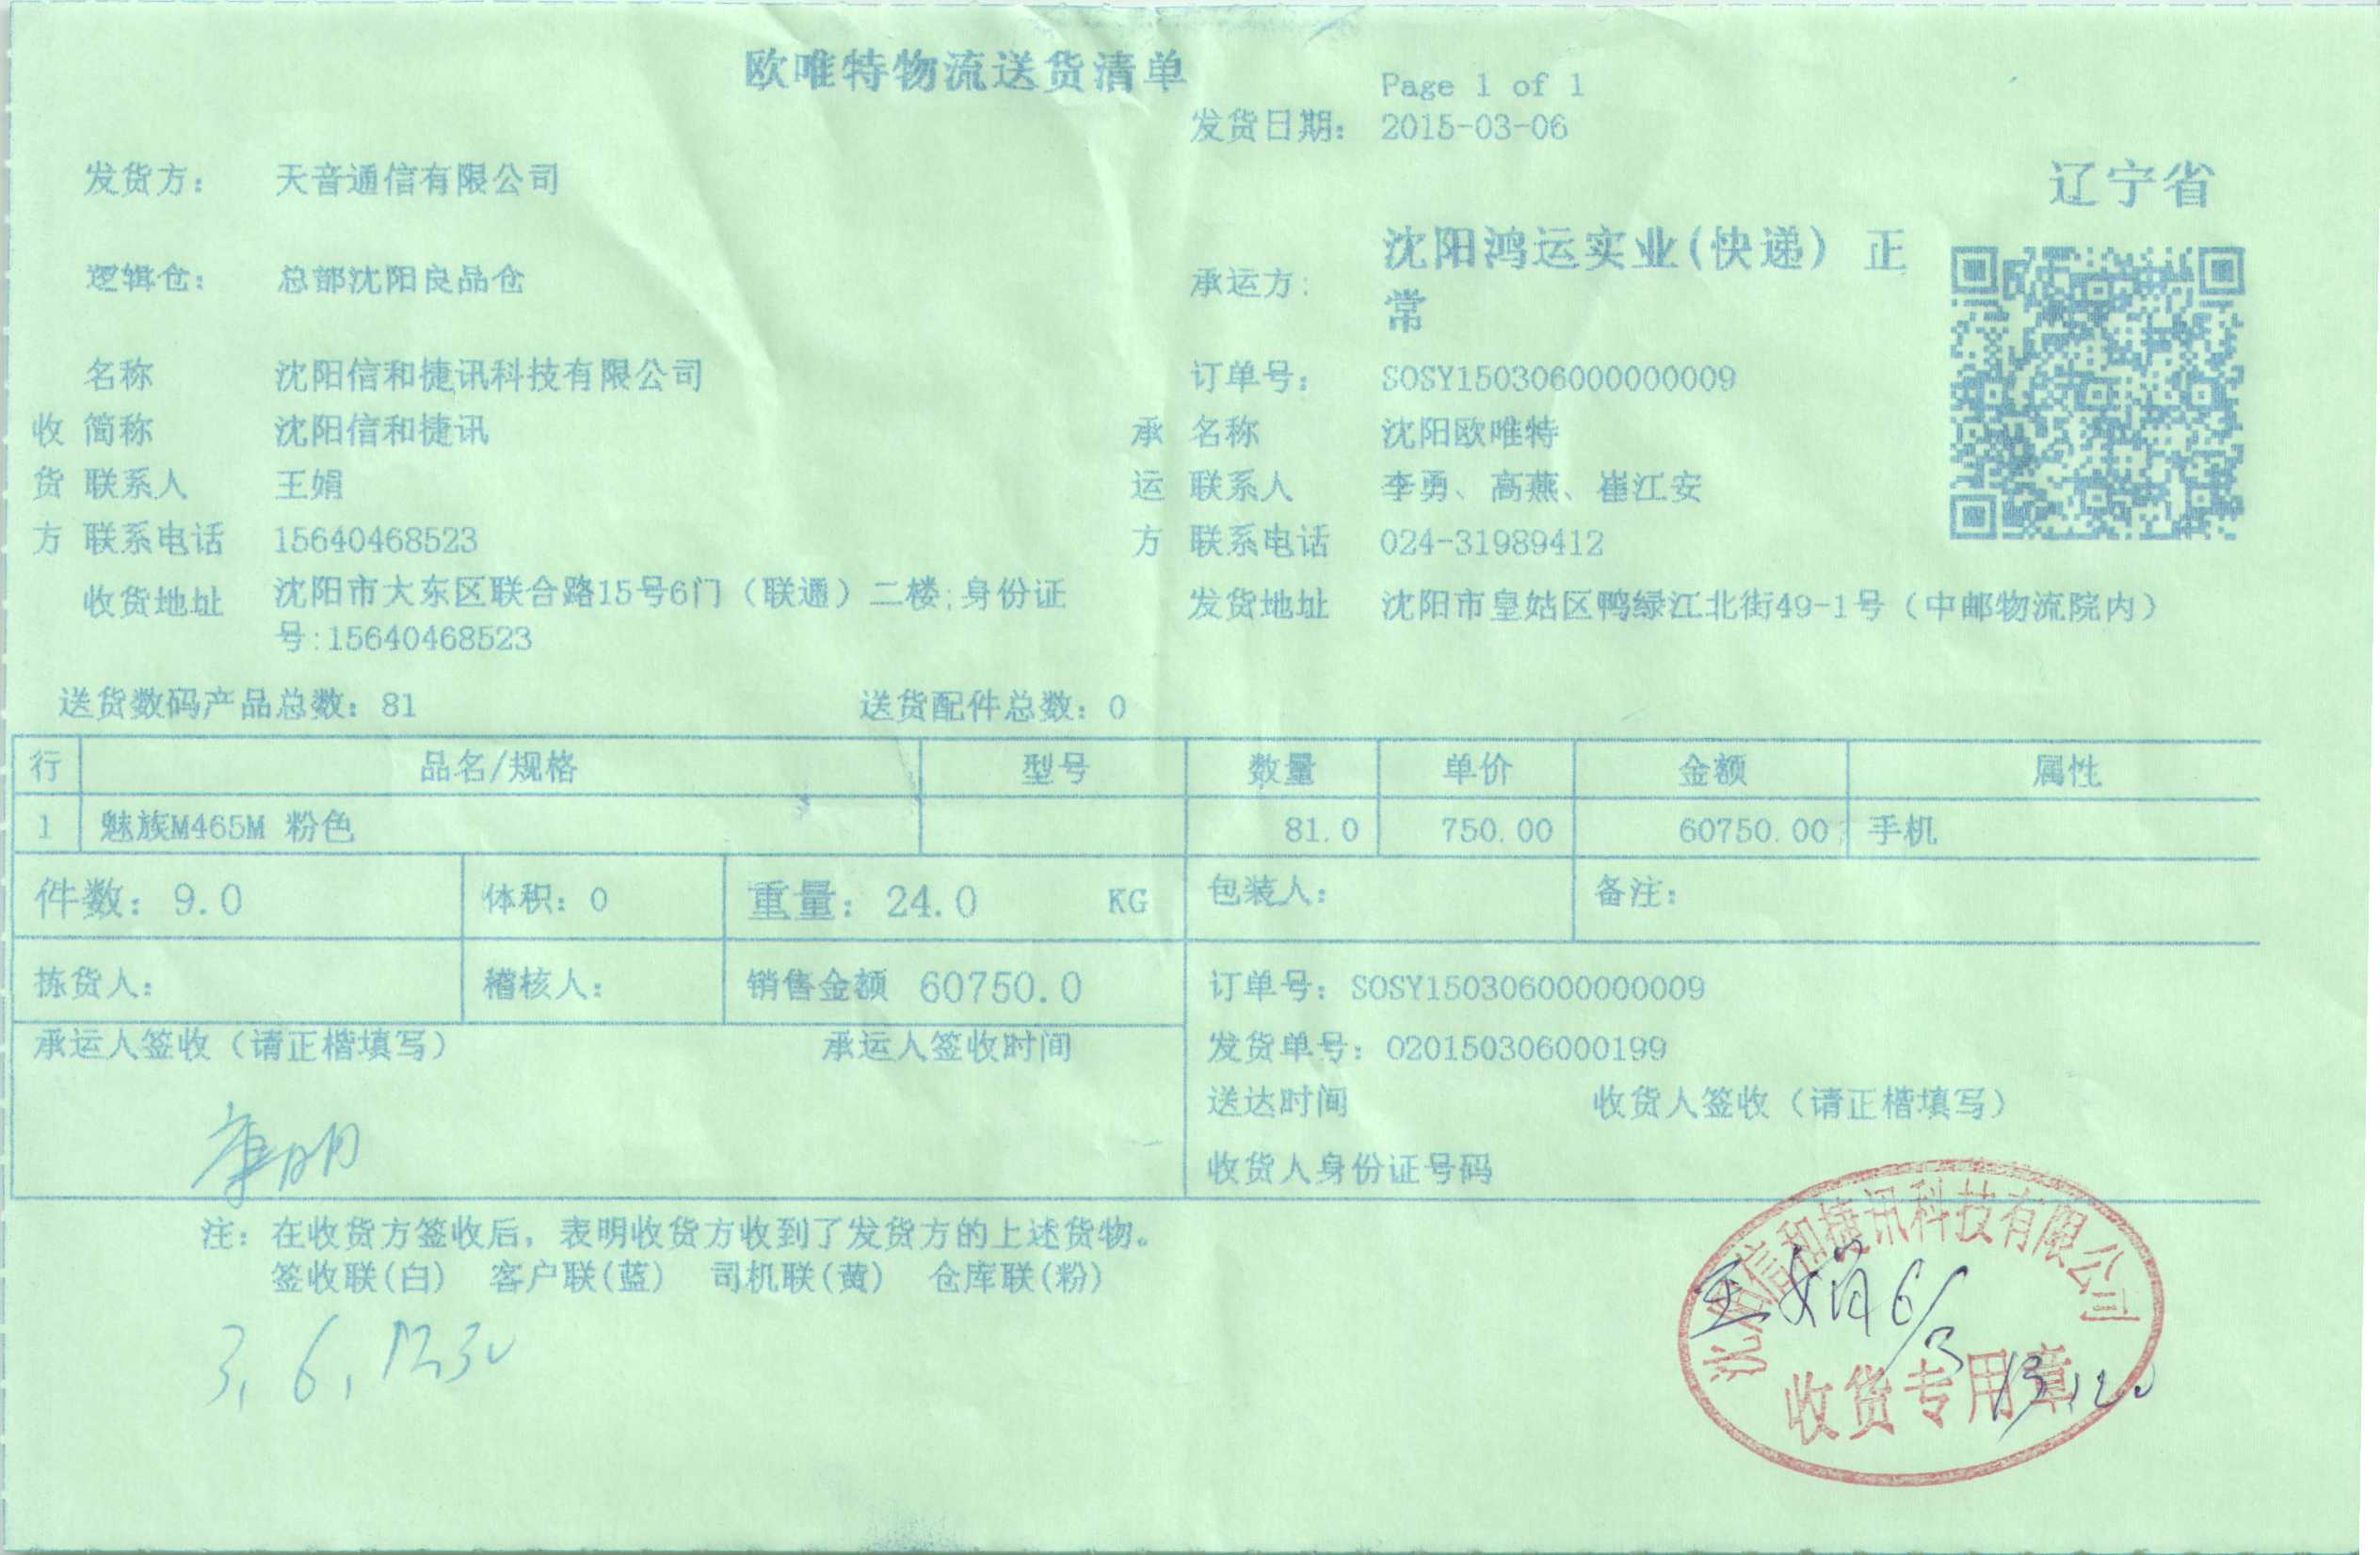 欧唯特物流送货清单
Page 1 of 1
发货日期： 2015-03-06
发货方： 天音通信有限公司
辽宁省
逻辑仓： 总部沈阳良品仓
承运方： 沈阳鸿运实业(快递) 正
常
名称 沈阳信和捷讯科技有限公司
订单号： SOSY150306000000009
收 简称 沈阳信和捷讯
承 名称 沈阳欧唯特
货 联系人 王娟
运 联系人 李勇、高燕、崔江安
方 联系电话 15640468523
方 联系电话 024-31989412
收货地址 沈阳市大东区联合路15号6门（联通）二楼;身份证
号:15640468523
发货地址 沈阳市皇姑区鸭绿江北街49-1号（中邮物流院内）
送货数码产品总数：81 送货配件总数：0
行 品名/规格 型号 数量 单价 金额 属性
1 魅族M465M 粉色 81.0 750.00 60750.00 手机
件数：9.0 体积：0 重量：24.0 KG 包装人： 备注：
拣货人： 稽核人： 销售金额 60750.0 订单号：SOSY150306000000009
承运人签收（请正楷填写） 承运人签收时间
发货单号：020150306000199
送达时间 收货人签收（请正楷填写）
收货人身份证号码
注：在收货方签收后，表明收货方收到了发货方的上述货物。
签收联(白) 客户联(蓝) 司机联(黄) 仓库联(粉)
3, 6,
沈阳信和捷讯科技有限公司
王娟 6/3
13:20
收货专用章